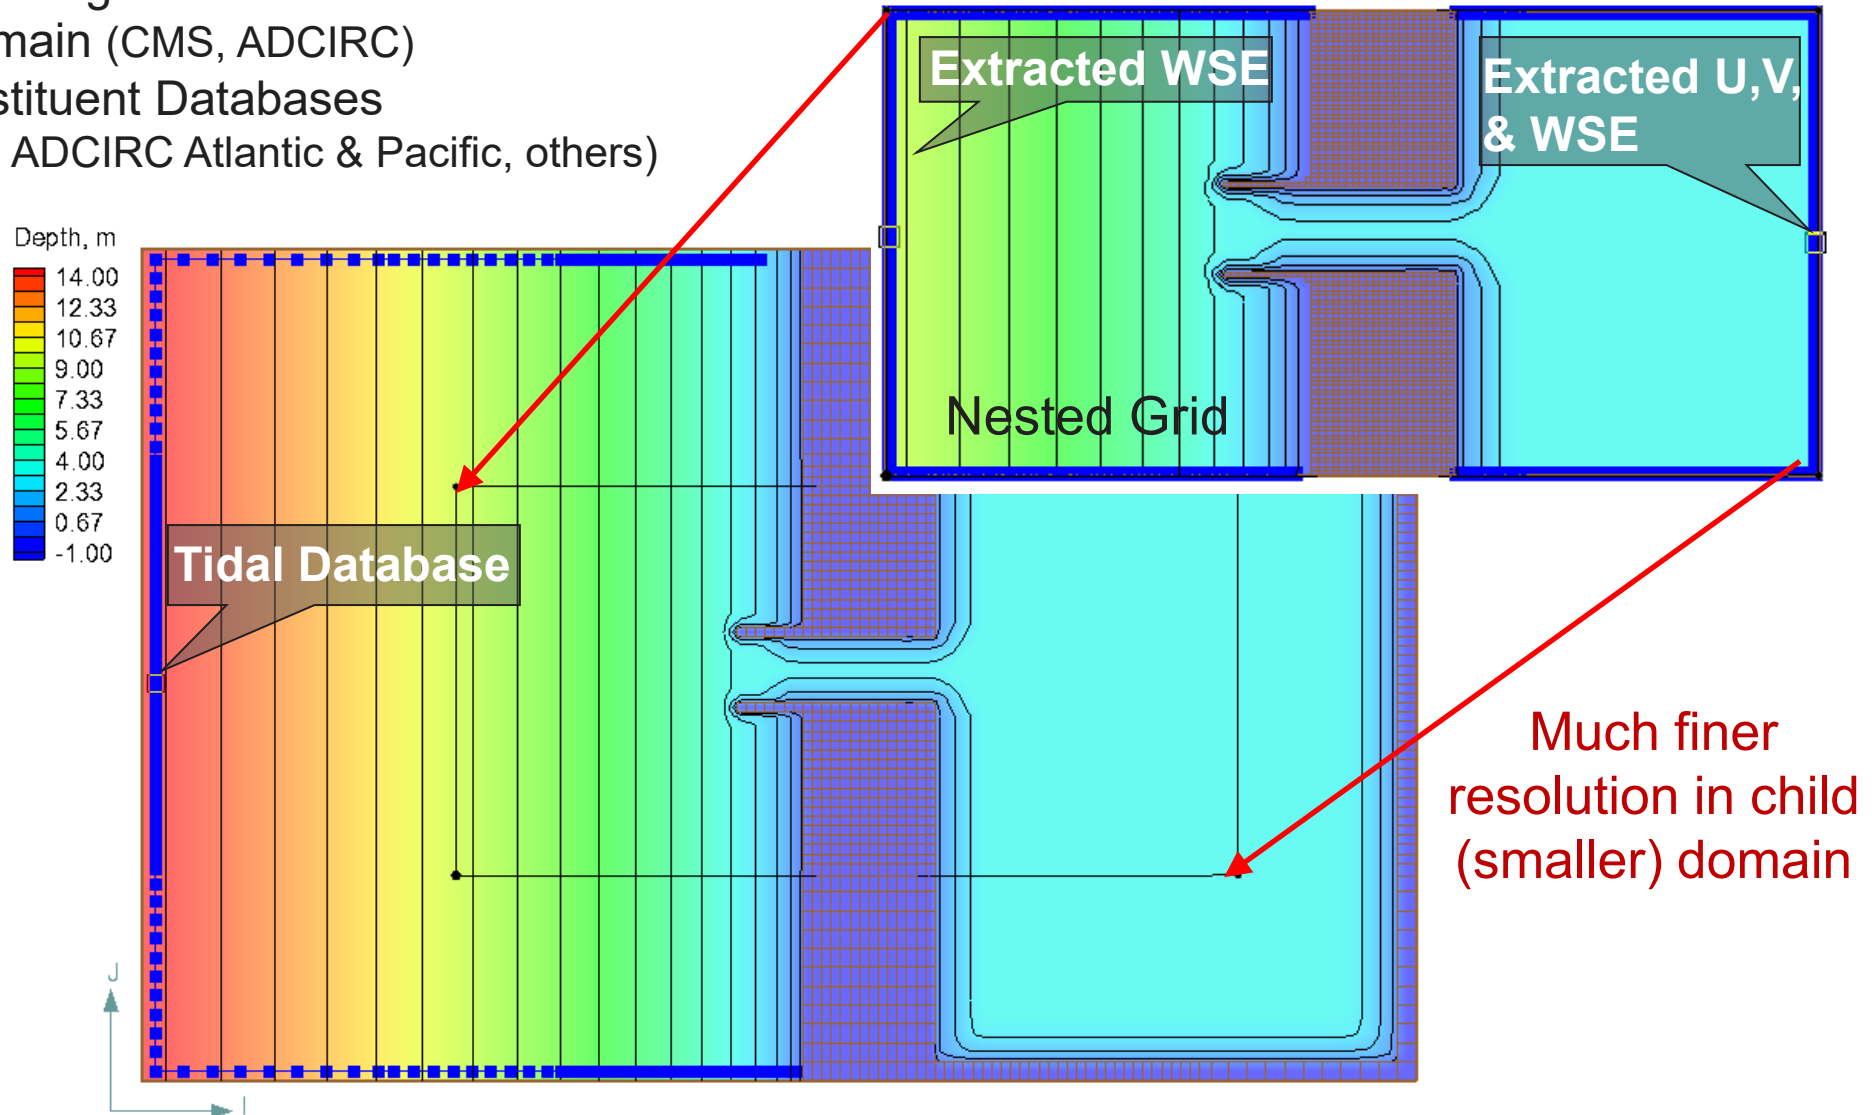 main (CMS, ADCIRC)
stituent Databases
ADCIRC Atlantic & Pacific, others)
Extracted WSE
Extracted U,V,
& WSE
Nested Grid
Depth, m
14.00
12.33
10.67
9.00
7.33
5.67
4.00
2.33
0.67
-1.00
Tidal Database
Much finer
resolution in child
(smaller) domain
J
I